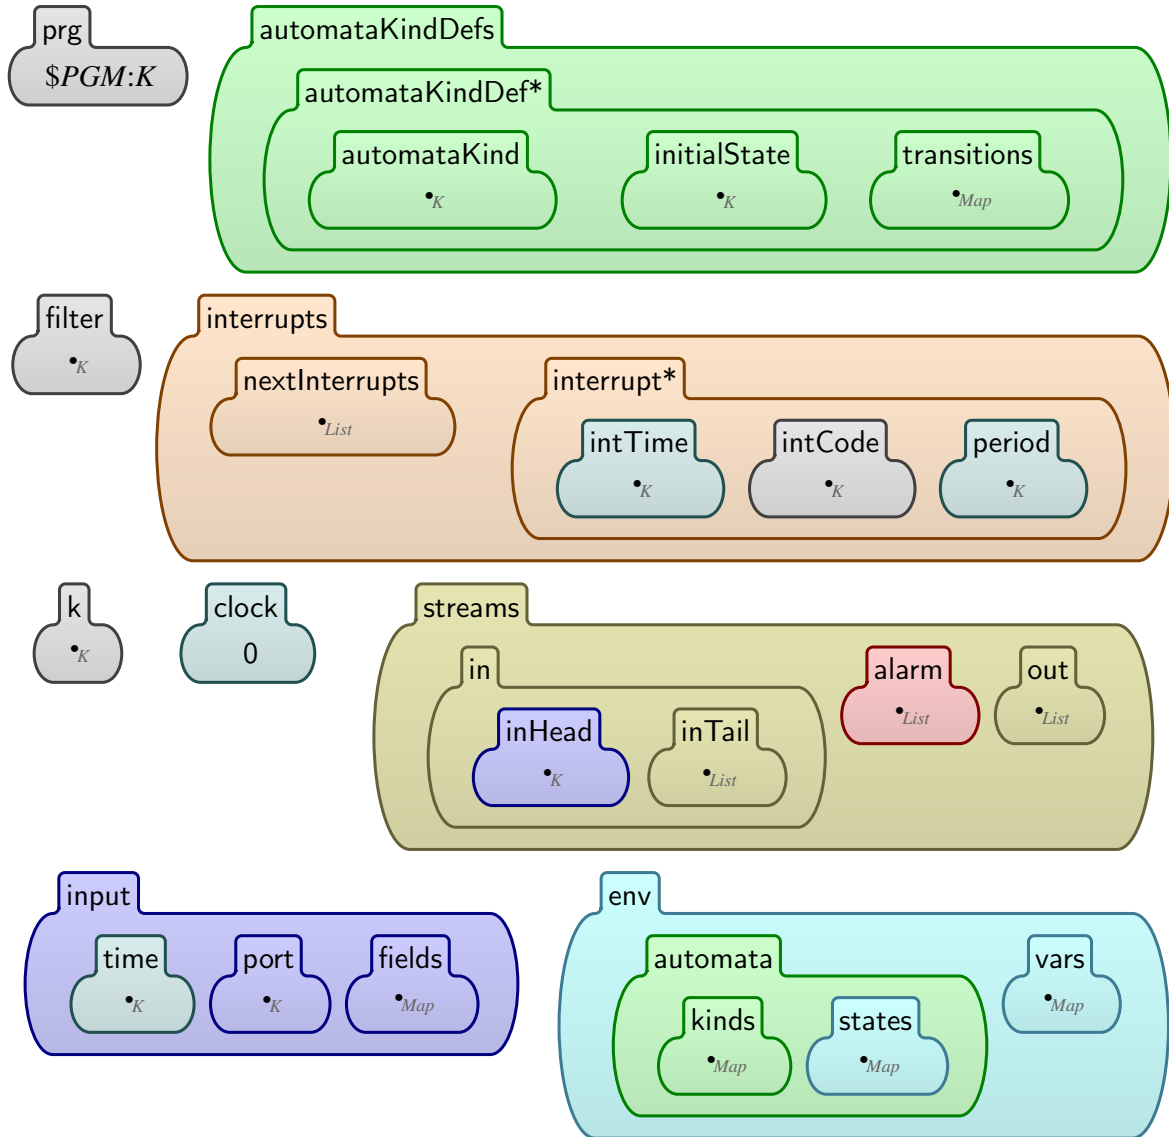 prg
automataKindDefs
$PGM:K
automataKindDef*
automataKind initialState transitions
•K •K •Map
filter interrupts
•K
nextInterrupts interrupt*
•List
intTime intCode period
•K •K •K
k clock streams
•K 0
in alarm out
•List •List
inHead inTail
•K •List
input env
time port fields automata vars
•K •K •Map •Map
kinds states
•Map •Map